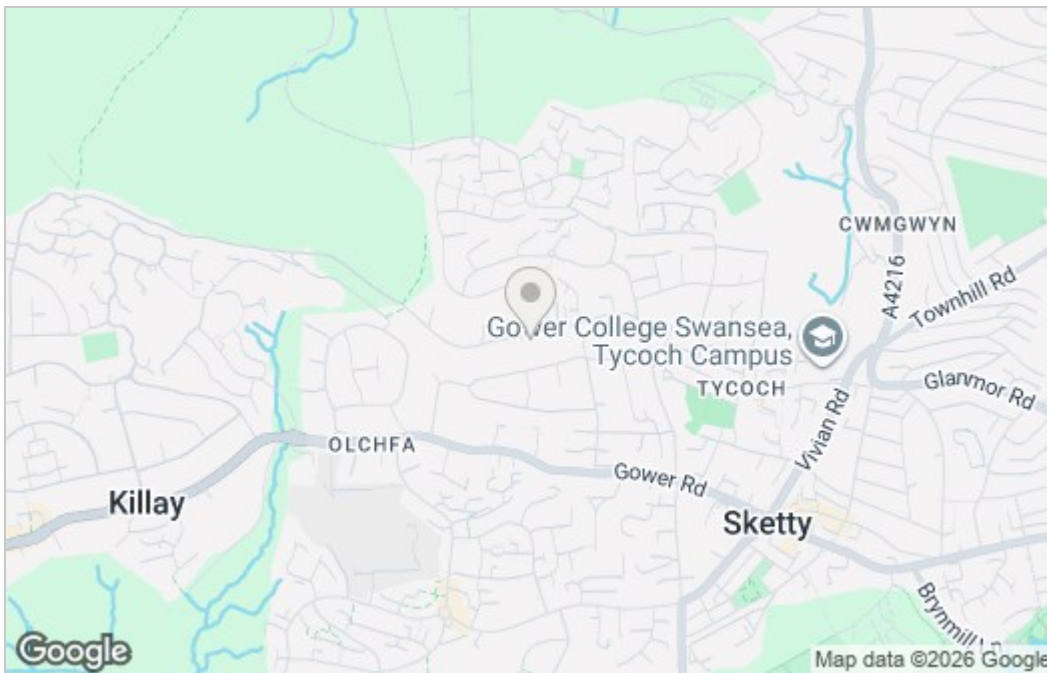 CWMGWYN
A4216
Townhill Rd
Gower College Swansea,
Tycoch Campus
TYCOCH
Glanmor Rd
Vivian Rd
OLCHFA
Gower Rd
Killay
Sketty
Brynmill Ln
Google
Map data ©2026 Google